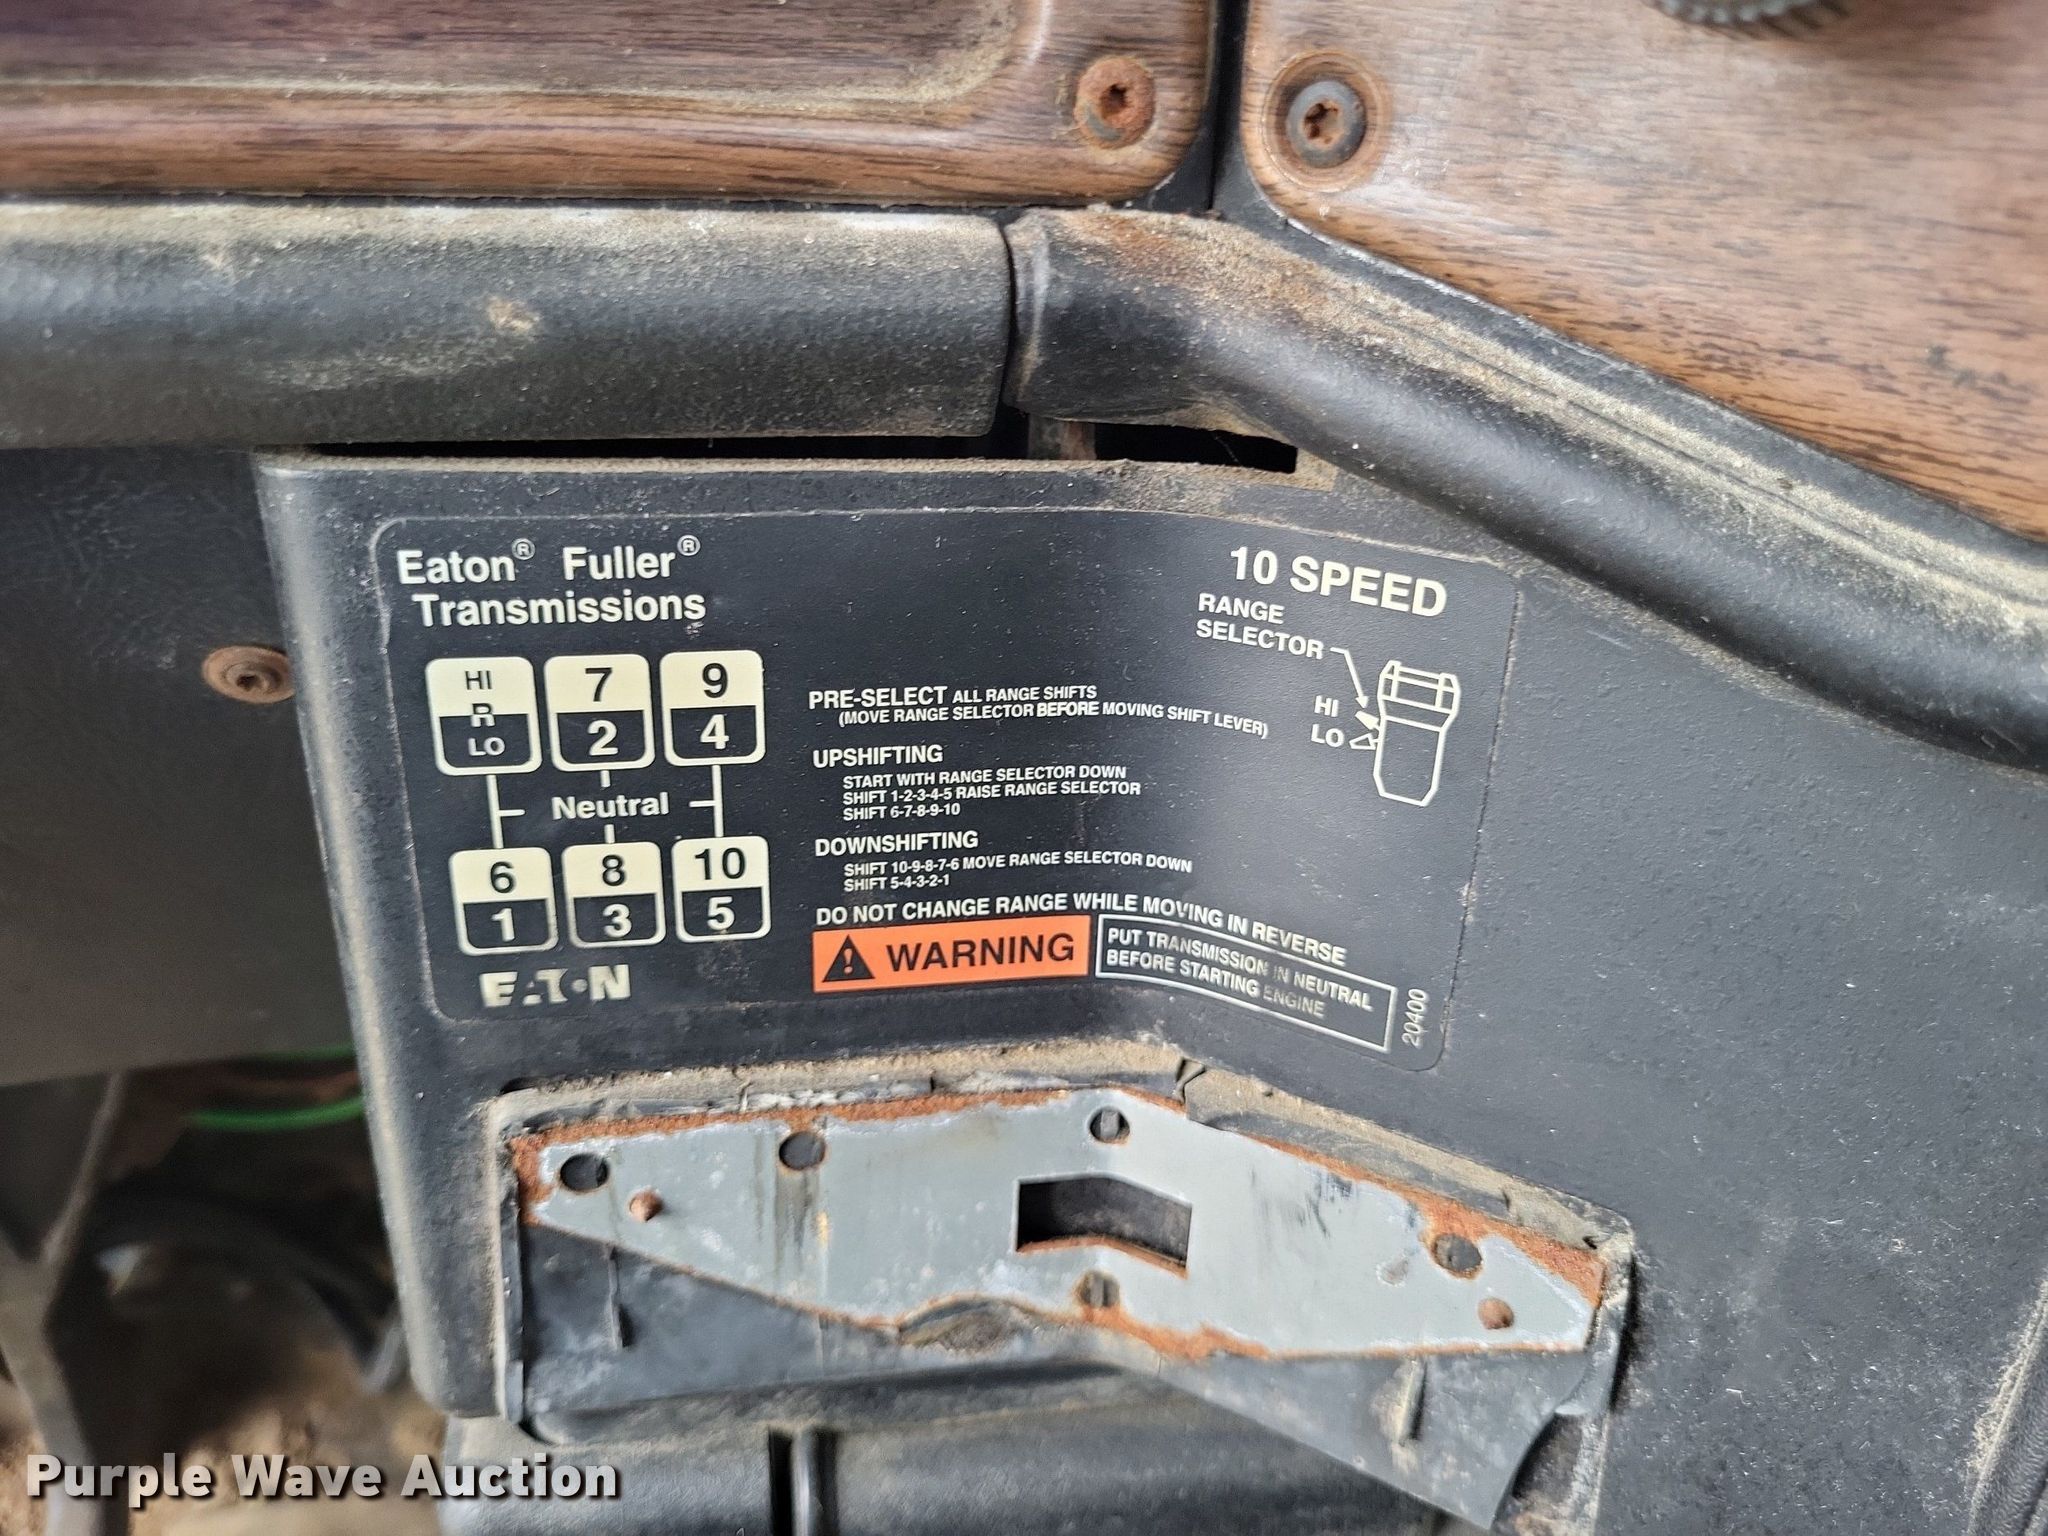 Eaton® Fuller®
Transmissions
HI
R
LO
7
2
9
4
Neutral
6
1
8
3
10
5
EATON
PRE-SELECT ALL RANGE SHIFTS
(MOVE RANGE SELECTOR BEFORE MOVING SHIFT LEVER)
UPSHIFTING
START WITH RANGE SELECTOR DOWN
SHIFT 1-2-3-4-5 RAISE RANGE SELECTOR
SHIFT 6-7-8-9-10
DOWNSHIFTING
SHIFT 10-9-8-7-6 MOVE RANGE SELECTOR DOWN
SHIFT 5-4-3-2-1
DO NOT CHANGE RANGE WHILE MOVING IN REVERSE
WARNING
PUT TRANSMISSION IN NEUTRAL
BEFORE STARTING ENGINE
10 SPEED
RANGE
SELECTOR
HI
LO
20400
Purple Wave Auction